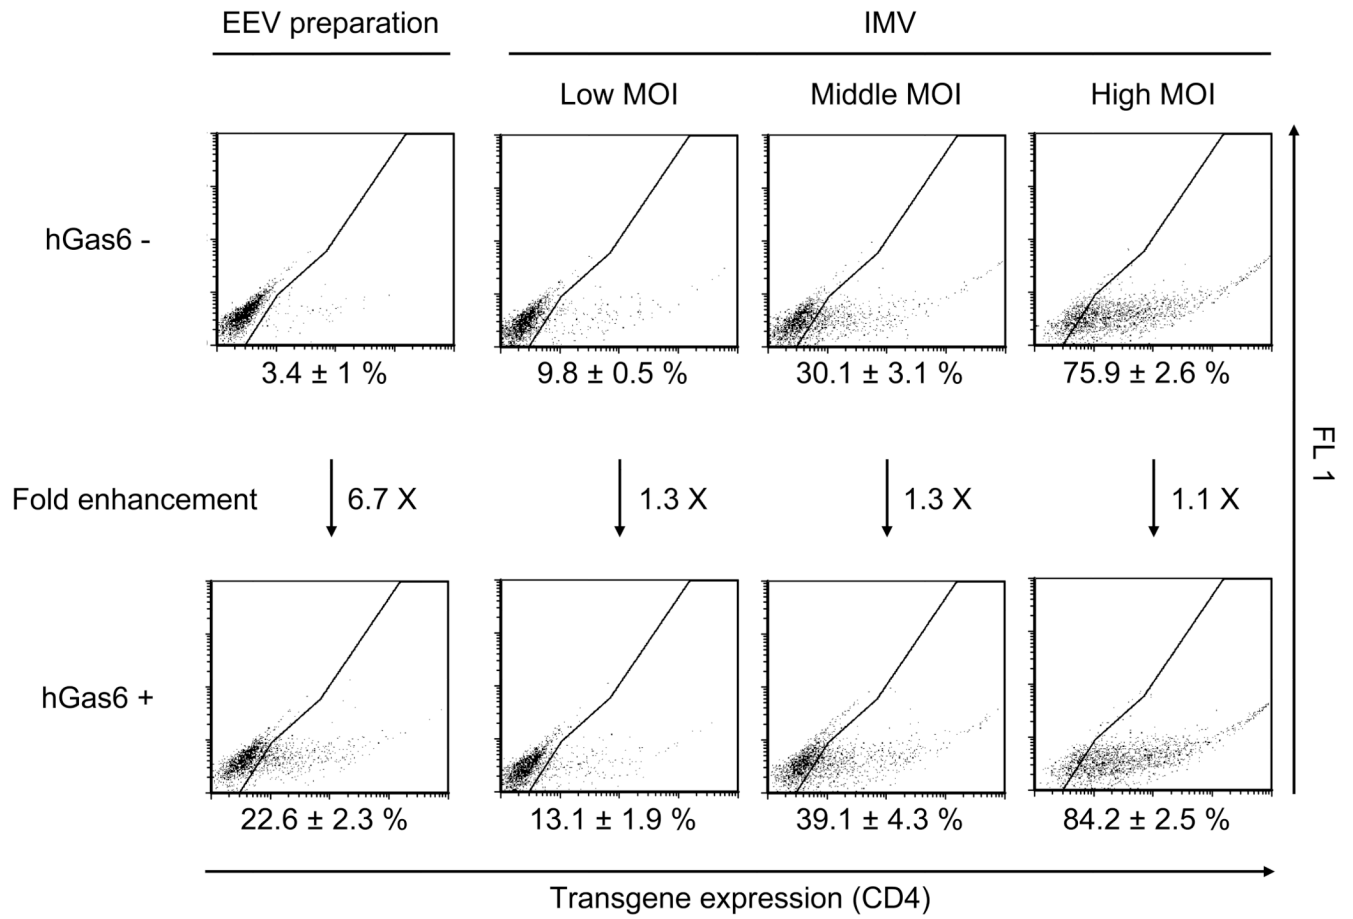 EEV preparation
IMV
Low MOI
Middle MOI
High MOI
hGas6 -
3.4 ± 1 %
9.8 ± 0.5 %
30.1 ± 3.1 %
75.9 ± 2.6 %
FL 1
Fold enhancement
6.7 X
1.3 X
1.3 X
1.1 X
hGas6 +
22.6 ± 2.3 %
13.1 ± 1.9 %
39.1 ± 4.3 %
84.2 ± 2.5 %
Transgene expression (CD4)